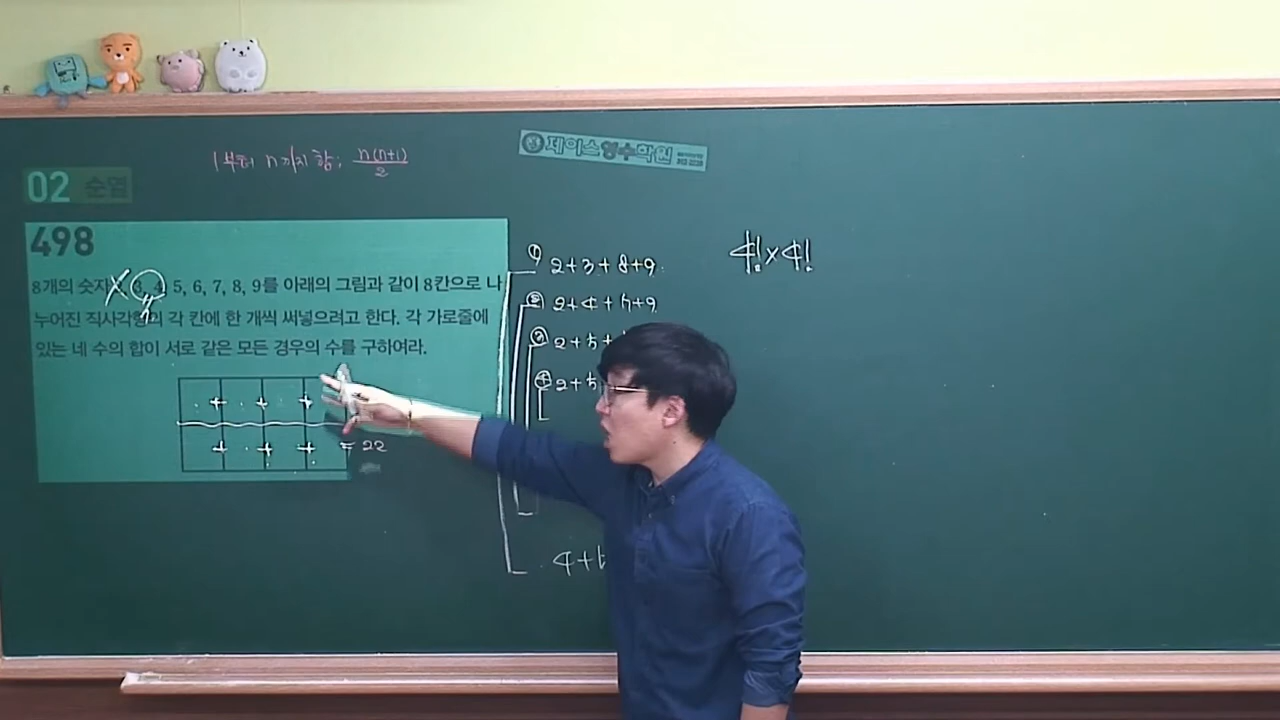 1부터 n까지 합; n(n+1)/2
제이스영수학원
02 순열
498
8개의 숫자 3, 4, 5, 6, 7, 8, 9를 아래의 그림과 같이 8칸으로 나
누어진 직사각형의 각 칸에 한 개씩 써넣으려고 한다. 각 가로줄에
있는 네 수의 합이 서로 같은 모든 경우의 수를 구하여라.
+ + +
+ + + = 22
① 2+3+8+9
② 2+4+7+9
③ 2+5+
④ 2+5
4+
4!×4!